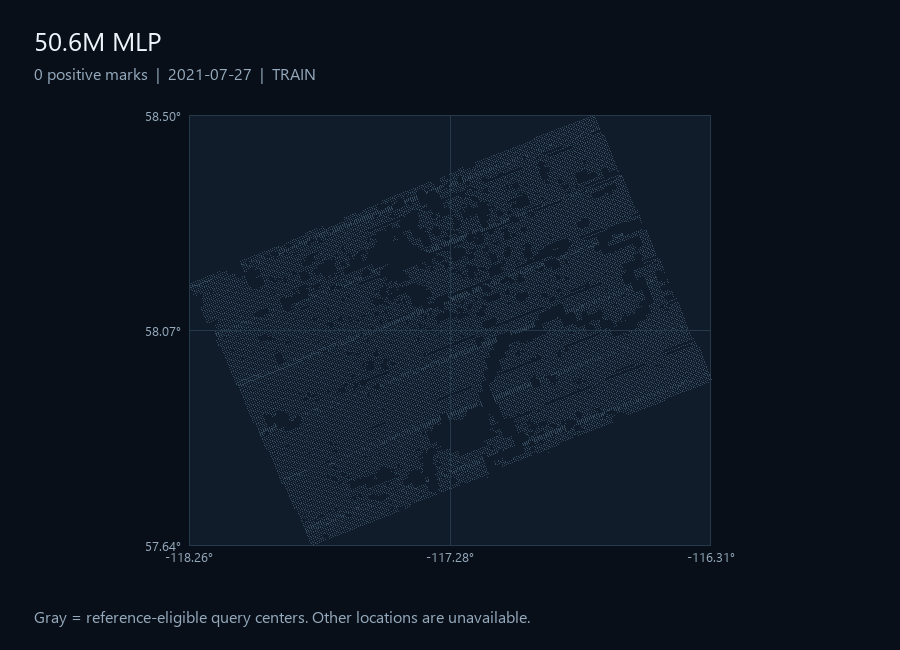 50.6M MLP
0 positive marks | 2021-07-27 | TRAIN
58.50°
58.07°
57.64°
-118.26°
-117.28°
-116.31°
Gray = reference-eligible query centers. Other locations are unavailable.